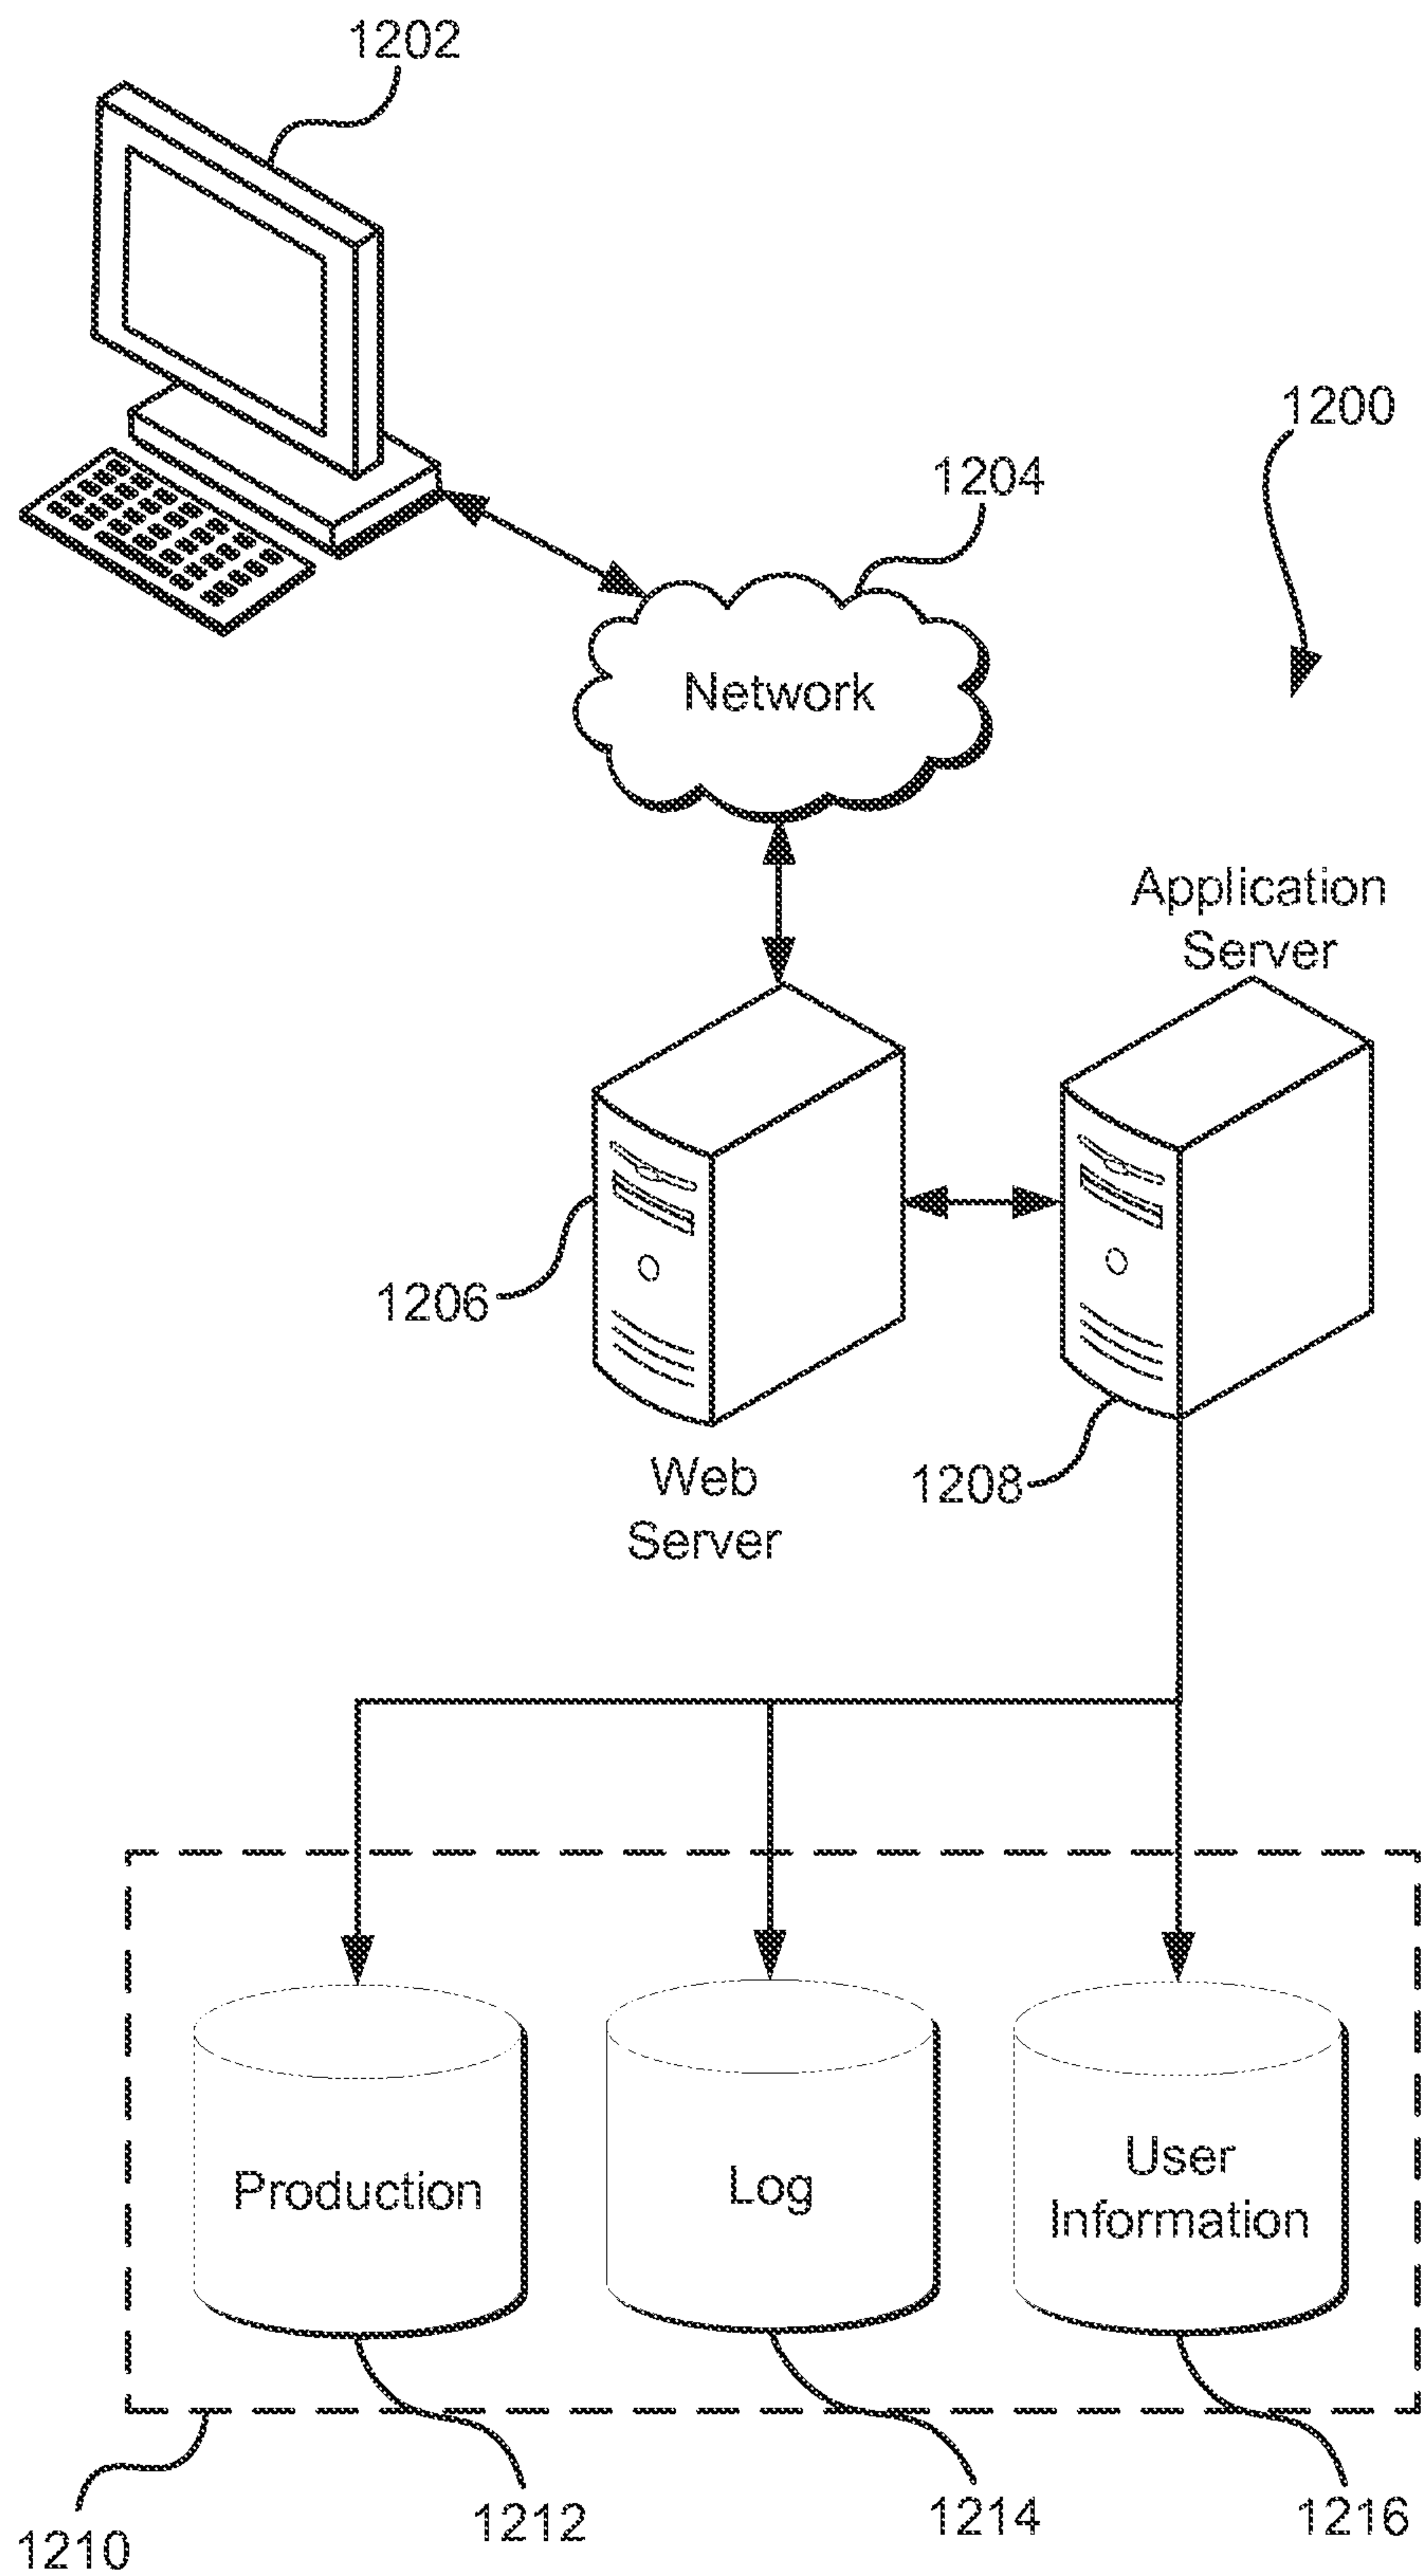 1202
1200
1204
Network
Application
Server
1206
1208
Web
Server
Production
Log
User
Information
1210
1212
1214
1216